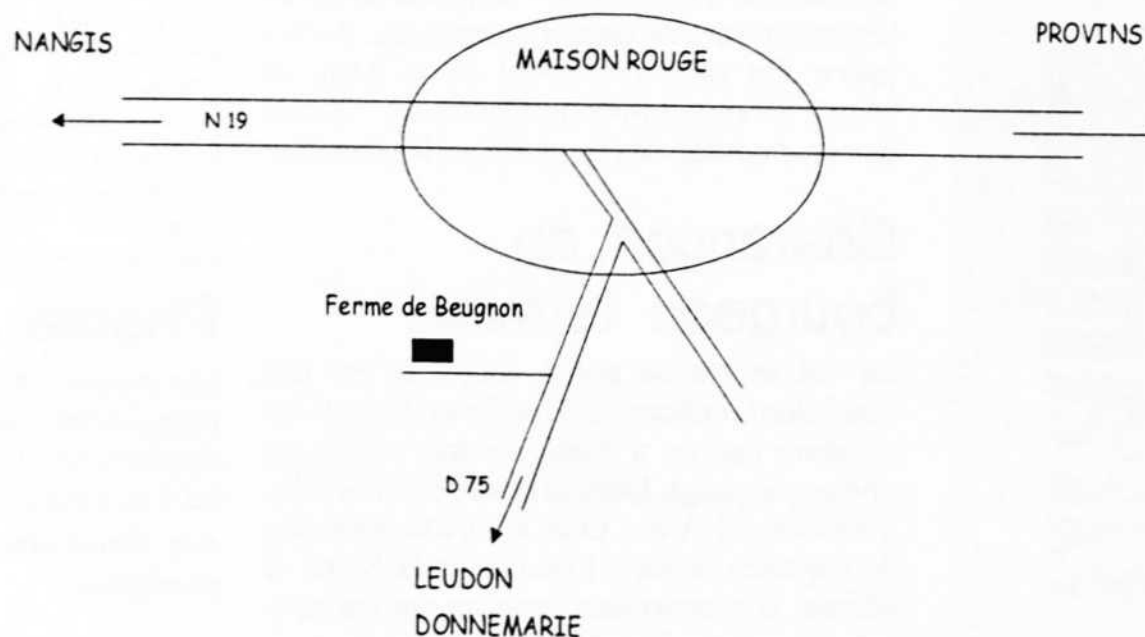 NANGIS
MAISON ROUGE
PROVINS
N 19
Ferme de Beugnon
D 75
LEUDON
DONNEMARIE